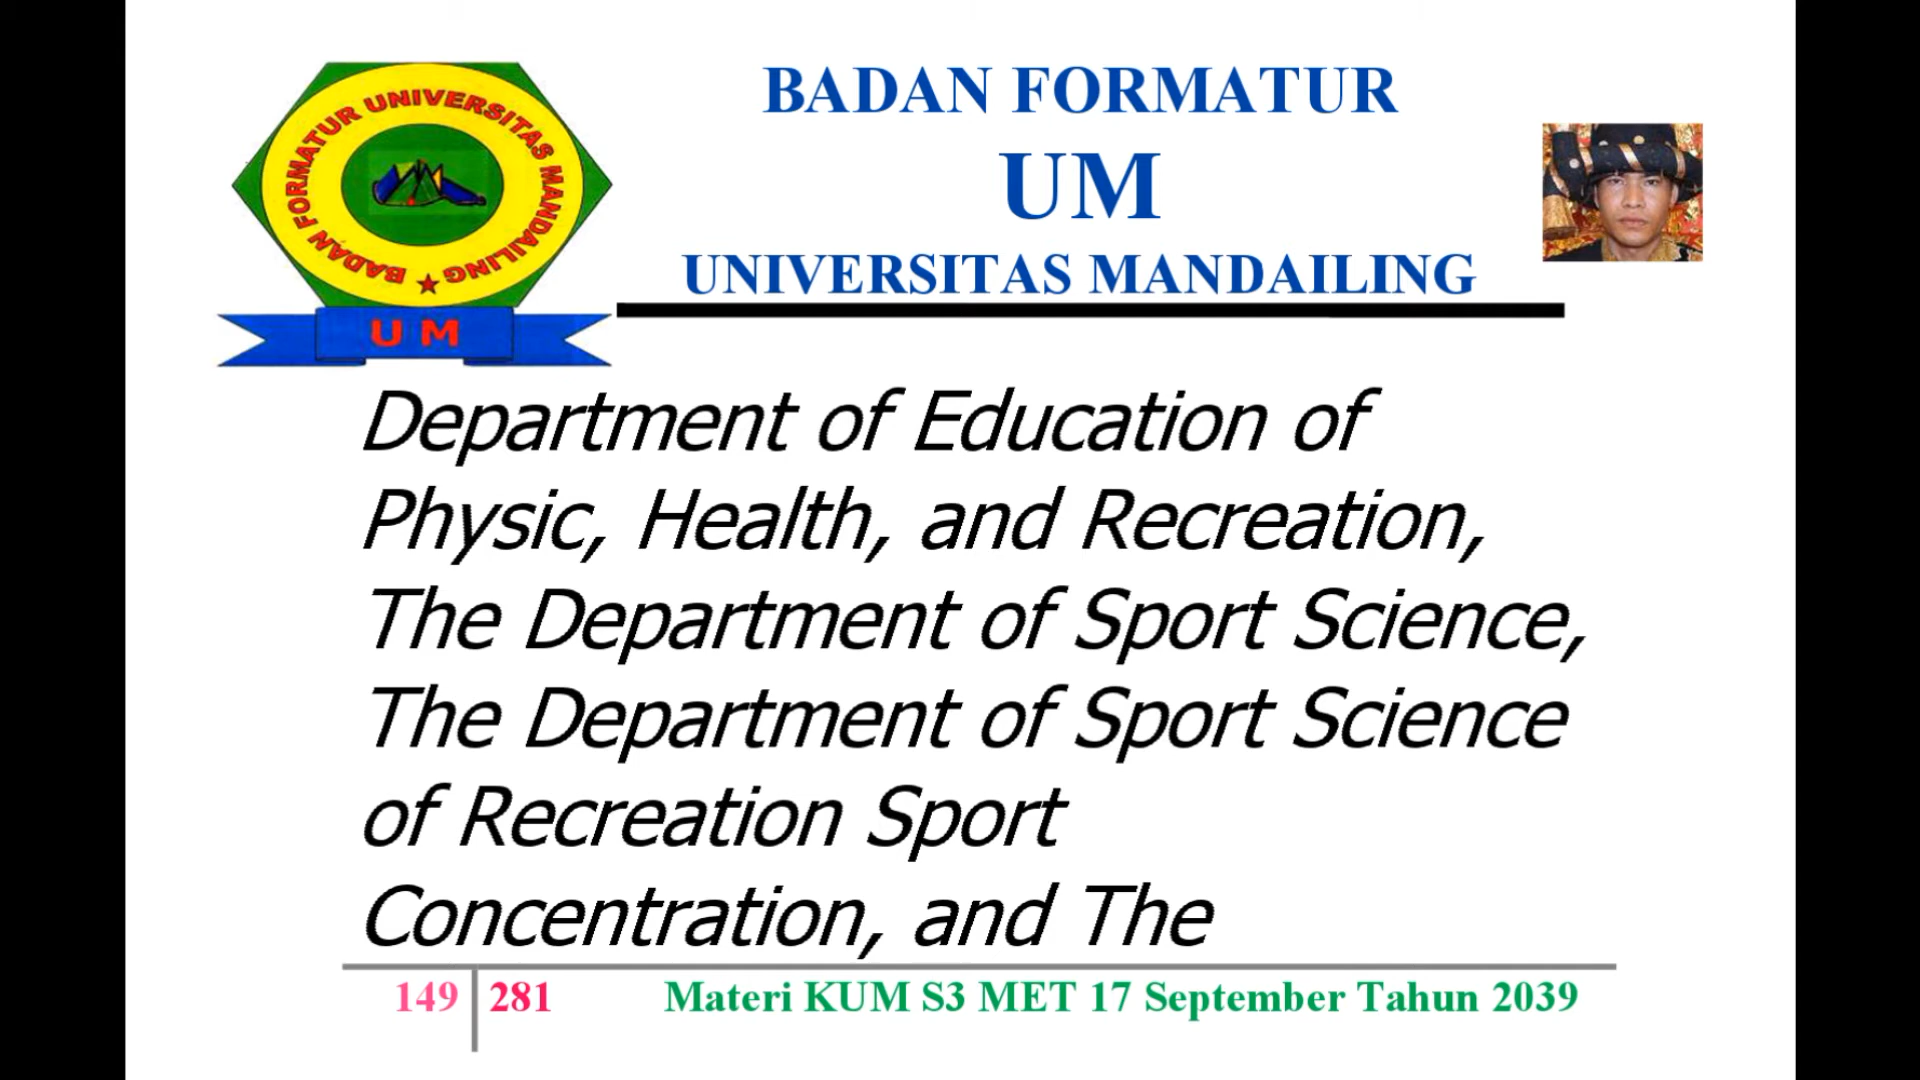 BADAN FORMATUR UNIVERSITAS MANDAILING
U M
BADAN FORMATUR
UM
UNIVERSITAS MANDAILING
Department of Education of
Physic, Health, and Recreation,
The Department of Sport Science,
The Department of Sport Science
of Recreation Sport
Concentration, and The
149 281 Materi KUM S3 MET 17 September Tahun 2039